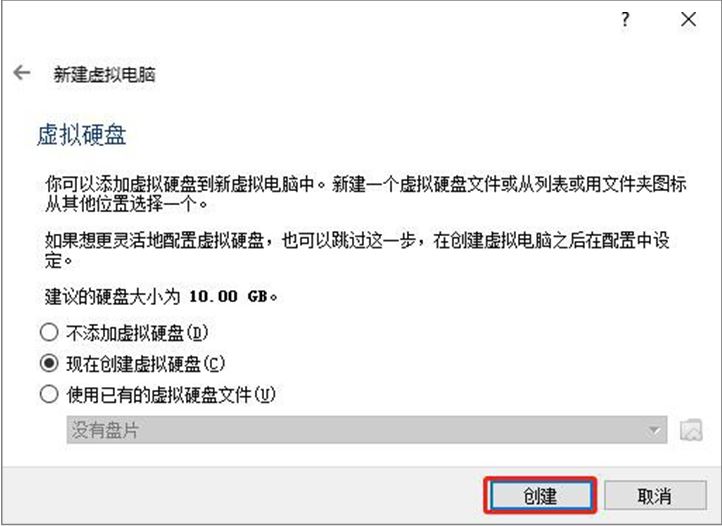 ?
新建虚拟电脑
虚拟硬盘
你可以添加虚拟硬盘到新虚拟电脑中。新建一个虚拟硬盘文件或从列表或用文件夹图标
从其他位置选择一个。
如果想更灵活地配置虚拟硬盘，也可以跳过这一步，在创建虚拟电脑之后在配置中设
定。
建议的硬盘大小为 10.00 GB。
不添加虚拟硬盘(D)
现在创建虚拟硬盘(C)
使用已有的虚拟硬盘文件(U)
没有盘片
创建 取消